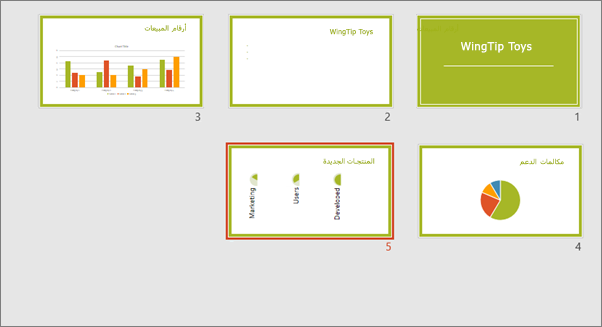 WingTip Toys
1
WingTip Toys
2
أرقام المبيعات
3
مكالمات الدعم
4
المنتجات الجديدة
Marketing
Users
Developed
5